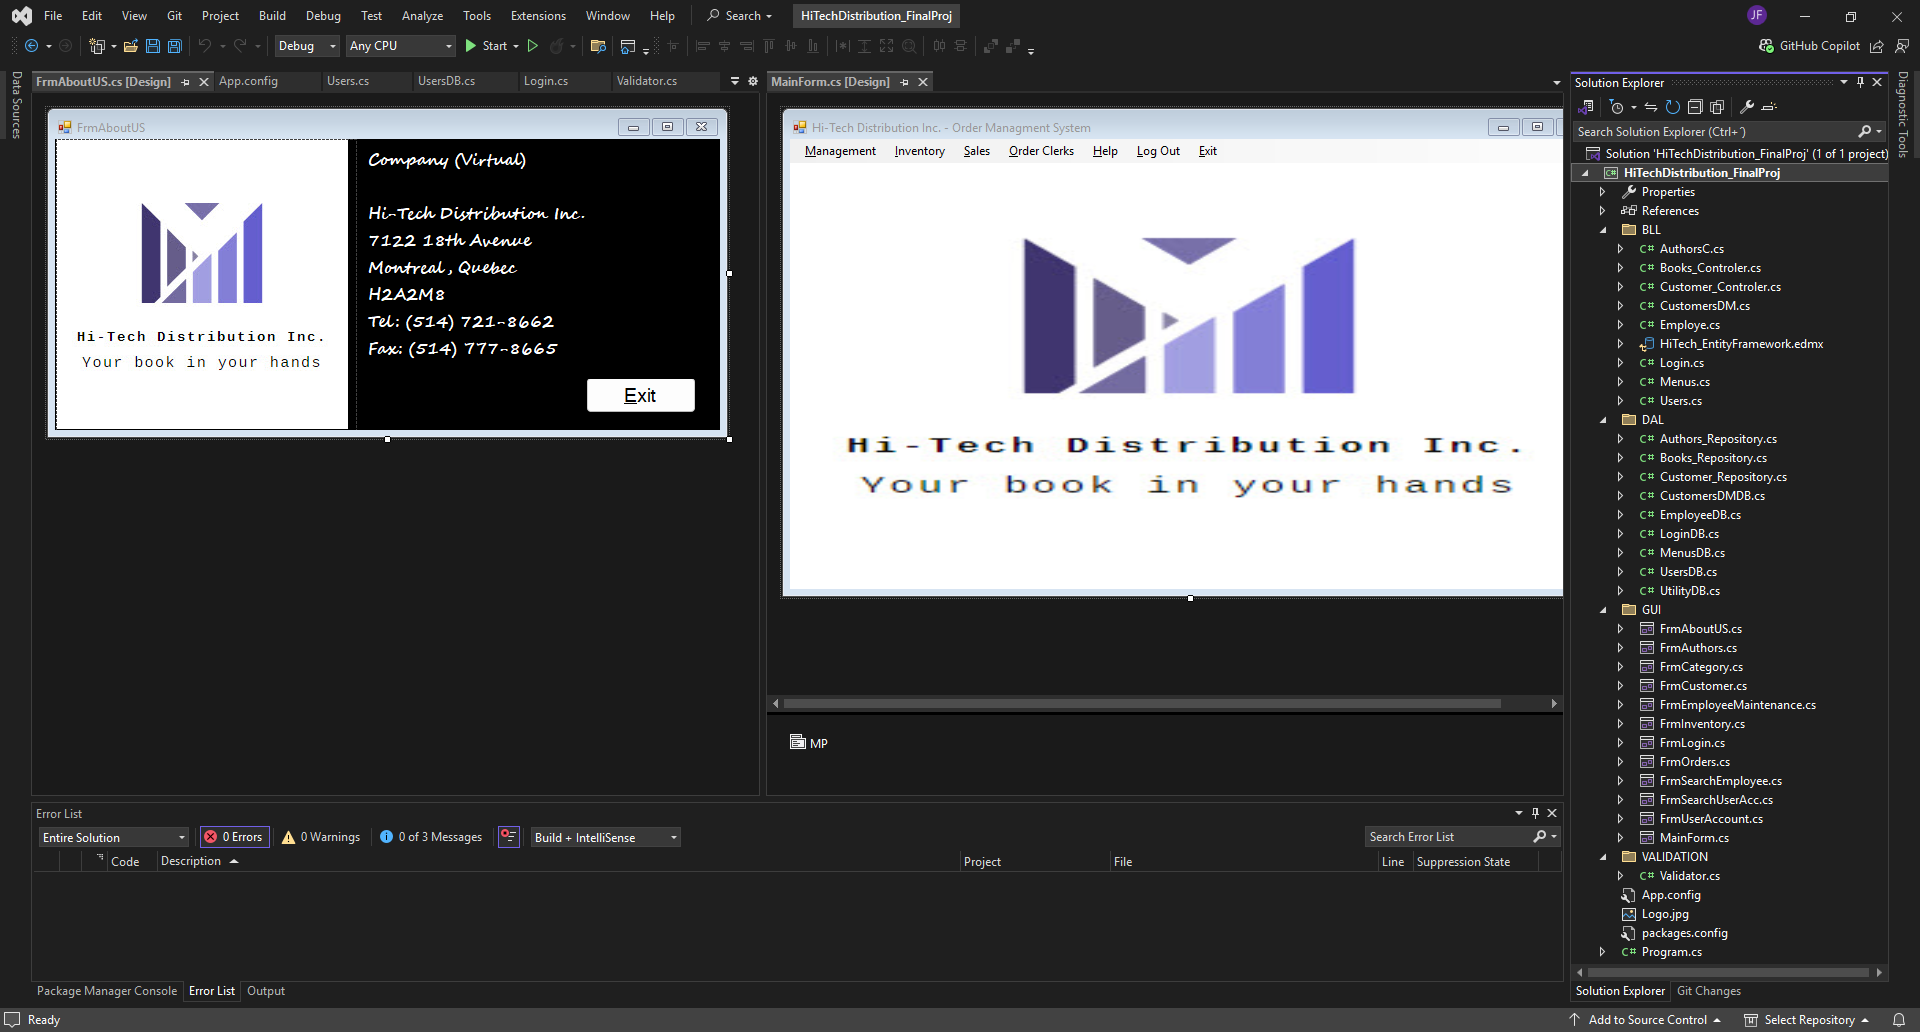 File Edit View Git Project Build Debug Test Analyze Tools Extensions Window Help Search HiTechDistribution_FinalProj JF
Debug Any CPU Start GitHub Copilot
Data Sources
FrmAboutUS.cs [Design] App.config Users.cs UsersDB.cs Login.cs Validator.cs
FrmAboutUS
Hi-Tech Distribution Inc.
Your book in your hands
Company (Virtual)
Hi-Tech Distribution Inc.
7122 18th Avenue
Montreal, Quebec
H2A2M8
Tel: (514) 721-8662
Fax: (514) 777-8665
Exit
MainForm.cs [Design]
Hi-Tech Distribution Inc. - Order Managment System
Management Inventory Sales Order Clerks Help Log Out Exit
Hi-Tech Distribution Inc.
Your book in your hands
MP
Error List
Entire Solution 0 Errors 0 Warnings 0 of 3 Messages Build + IntelliSense Search Error List
Code Description Project File Line Suppression State
Package Manager Console Error List Output
Solution Explorer
Search Solution Explorer (Ctrl+´)
Solution 'HiTechDistribution_FinalProj' (1 of 1 project)
HiTechDistribution_FinalProj
Properties
References
BLL
C# AuthorsC.cs
C# Books_Controler.cs
C# Customer_Controler.cs
C# CustomersDM.cs
C# Employe.cs
HiTech_EntityFramework.edmx
C# Login.cs
C# Menus.cs
C# Users.cs
DAL
C# Authors_Repository.cs
C# Books_Repository.cs
C# Customer_Repository.cs
C# CustomersDMDB.cs
C# EmployeeDB.cs
C# LoginDB.cs
C# MenusDB.cs
C# UsersDB.cs
C# UtilityDB.cs
GUI
FrmAboutUS.cs
FrmAuthors.cs
FrmCategory.cs
FrmCustomer.cs
FrmEmployeeMaintenance.cs
FrmInventory.cs
FrmLogin.cs
FrmOrders.cs
FrmSearchEmployee.cs
FrmSearchUserAcc.cs
FrmUserAccount.cs
MainForm.cs
VALIDATION
C# Validator.cs
App.config
Logo.jpg
packages.config
C# Program.cs
Solution Explorer Git Changes
Diagnostic Tools
Ready Add to Source Control Select Repository